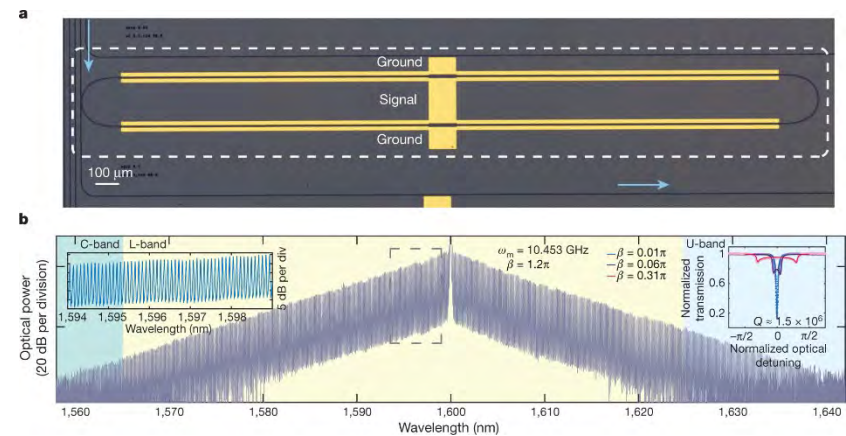 a
Ground
Signal
Ground
100 μm
b
C-band L-band
5 dB per div
1,594 1,595 1,596 1,597 1,598
Wavelength (nm)
ωm = 10.453 GHz
β = 1.2π
β = 0.01π
β = 0.06π
β = 0.31π
U-band
Normalized
transmission
1
0.6
0.2
Q ≈ 1.5 × 10⁶
–π/2 0 π/2
Normalized optical
detuning
Optical power
(20 dB per division)
1,560 1,570 1,580 1,590 1,600 1,610 1,620 1,630 1,640
Wavelength (nm)